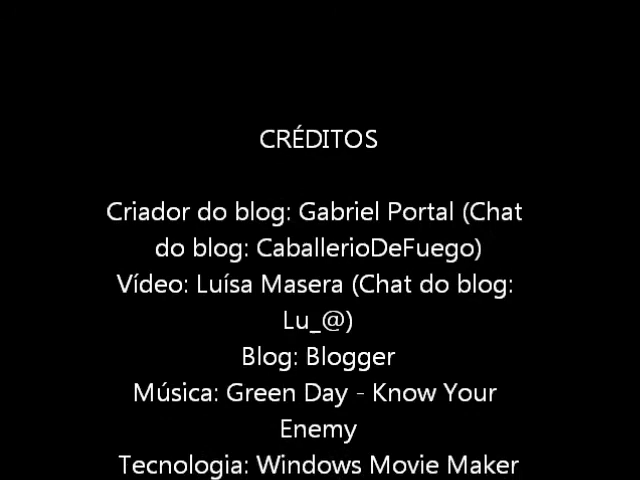 CRÉDITOS
Criador do blog: Gabriel Portal (Chat
do blog: CaballerioDeFuego)
Vídeo: Luísa Masera (Chat do blog:
Lu_@)
Blog: Blogger
Música: Green Day - Know Your
Enemy
Tecnologia: Windows Movie Maker